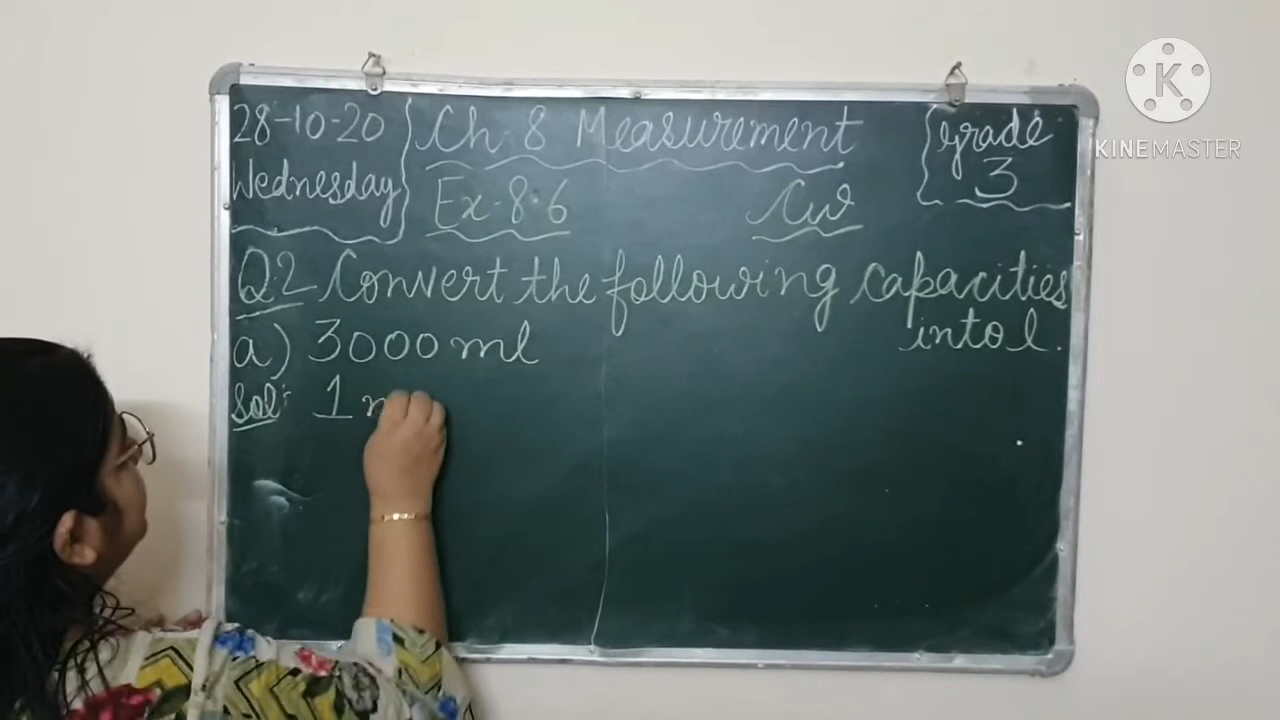 28-10-20
Wednesday
Ch. 8 Measurement
Ex. 8.6
CW
Grade
3
Q.2 Convert the following capacities
into l.
a) 3000 ml
Sol: 1
K
KINEMASTER